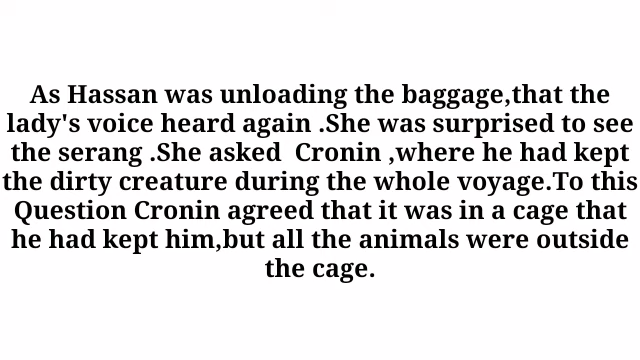 As Hassan was unloading the baggage,that the
lady's voice heard again .She was surprised to see
the serang .She asked  Cronin ,where he had kept
the dirty creature during the whole voyage.To this
Question Cronin agreed that it was in a cage that
he had kept him,but all the animals were outside
the cage.